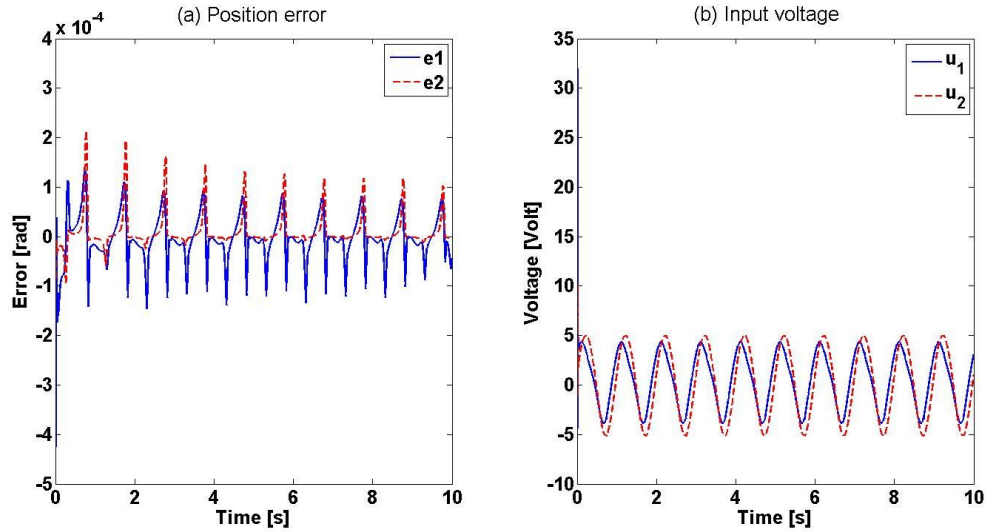 (a) Position error
x 10^-4
4
3
2
1
0
-1
-2
-3
-4
-5
Error [rad]
e1
e2
0
2
4
6
8
10
Time [s]
(b) Input voltage
35
30
25
20
15
10
5
0
-5
-10
Voltage [Volt]
u_1
u_2
0
2
4
6
8
10
Time [s]